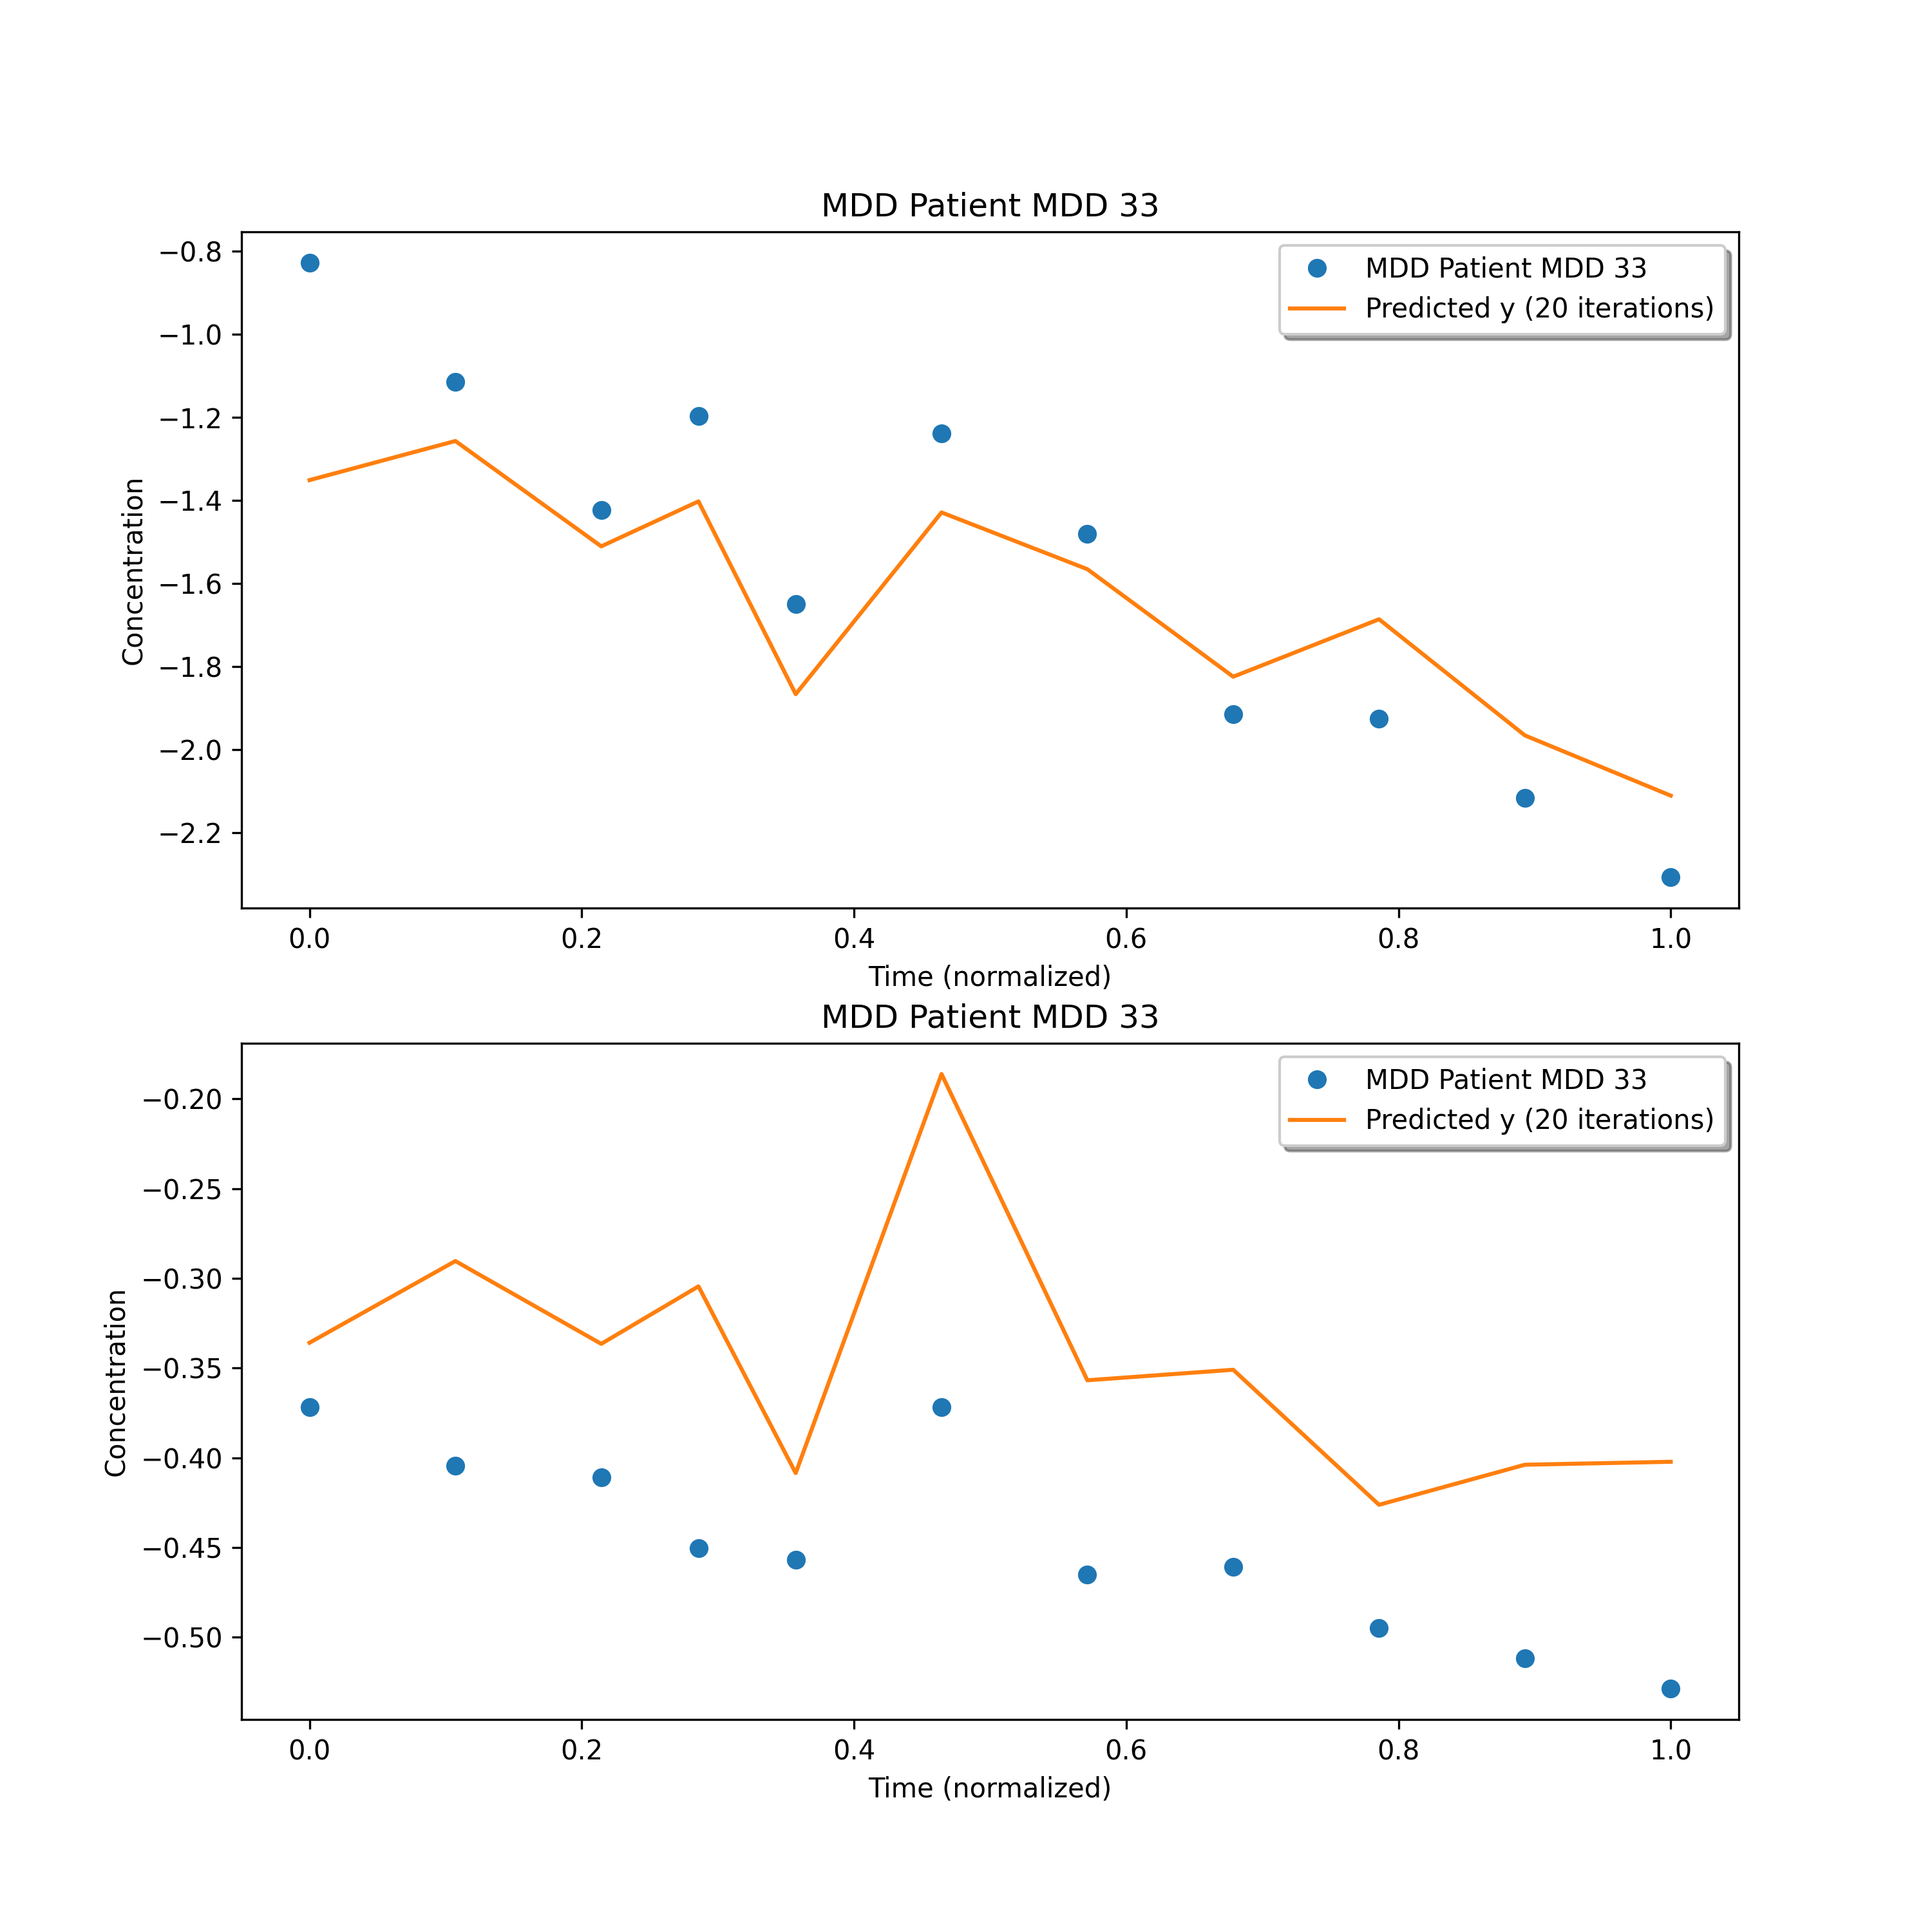 MDD Patient MDD 33
MDD Patient MDD 33
Predicted y (20 iterations)
−0.8
−1.0
−1.2
−1.4
−1.6
−1.8
−2.0
−2.2
Concentration
0.0 0.2 0.4 0.6 0.8 1.0
Time (normalized)
MDD Patient MDD 33
MDD Patient MDD 33
Predicted y (20 iterations)
−0.20
−0.25
−0.30
−0.35
−0.40
−0.45
−0.50
Concentration
0.0 0.2 0.4 0.6 0.8 1.0
Time (normalized)